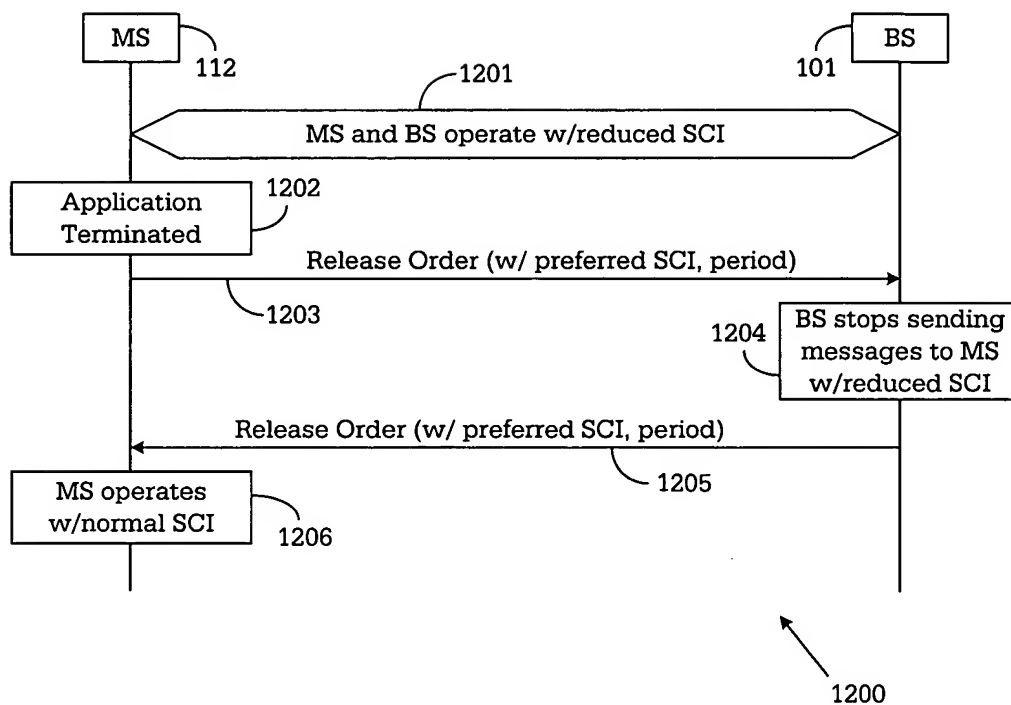 MS
BS
112
101
1201
MS and BS operate w/reduced SCI
1202
Application
Terminated
Release Order (w/ preferred SCI, period)
1203
1204
BS stops sending
messages to MS
w/reduced SCI
Release Order (w/ preferred SCI, period)
1205
MS operates
w/normal SCI
1206
1200